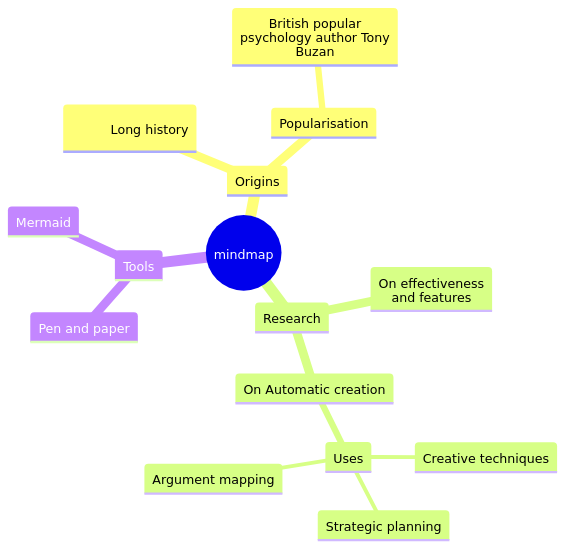 British popular
psychology author Tony
Buzan
Long history
Popularisation
Origins
Mermaid
Tools
mindmap
Pen and paper
On effectiveness
and features
Research
On Automatic creation
Uses
Creative techniques
Argument mapping
Strategic planning